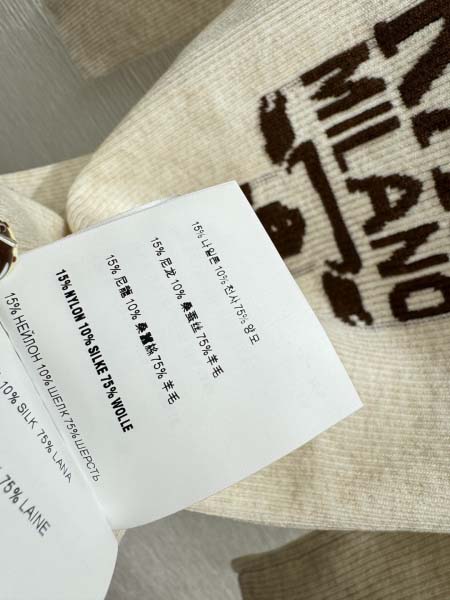 MILANO
15% 나일론 10% 천사 75% 양모
15% 尼龙 10% 桑蚕丝 75%羊毛
15% 尼龍 10% 桑蠶絲 75%羊毛
15% NYLON 10% SILKE 75% WOLLE
15% НЕЙЛОН 10% ШЕЛК 75% ШЕРСТЬ
10% SILK 75% LANA
75% LAINE